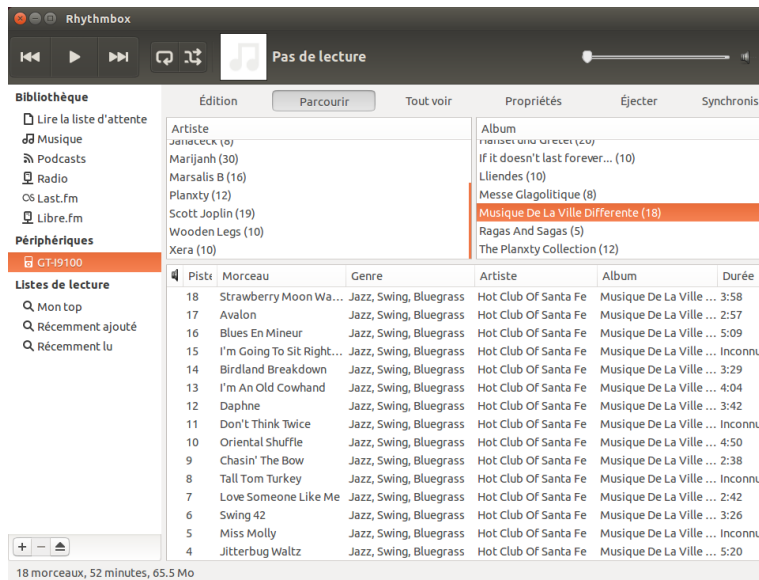 Rhythmbox
Pas de lecture
Bibliothèque
Lire la liste d'attente
Musique
Podcasts
Radio
Last.fm
Libre.fm
Périphériques
GT-I9100
Listes de lecture
Mon top
Récemment ajouté
Récemment lu
Édition Parcourir Tout voir Propriétés Éjecter Synchronis
Artiste
Janaceck (8)
Marijanh (30)
Marsalis B (16)
Planxty (12)
Scott Joplin (19)
Wooden Legs (10)
Xera (10)
Album
Hansel und Gretel (20)
If it doesn't last forever... (10)
Lliendes (10)
Messe Glagolitique (8)
Musique De La Ville Differente (18)
Ragas And Sagas (5)
The Planxty Collection (12)
Piste Morceau Genre Artiste Album Durée
18 Strawberry Moon Wa... Jazz, Swing, Bluegrass Hot Club Of Santa Fe Musique De La Ville ... 3:58
17 Avalon Jazz, Swing, Bluegrass Hot Club Of Santa Fe Musique De La Ville ... 2:57
16 Blues En Mineur Jazz, Swing, Bluegrass Hot Club Of Santa Fe Musique De La Ville ... 5:09
15 I'm Going To Sit Right... Jazz, Swing, Bluegrass Hot Club Of Santa Fe Musique De La Ville ... Inconnu
14 Birdland Breakdown Jazz, Swing, Bluegrass Hot Club Of Santa Fe Musique De La Ville ... 3:29
13 I'm An Old Cowhand Jazz, Swing, Bluegrass Hot Club Of Santa Fe Musique De La Ville ... 4:04
12 Daphne Jazz, Swing, Bluegrass Hot Club Of Santa Fe Musique De La Ville ... 3:42
11 Don't Think Twice Jazz, Swing, Bluegrass Hot Club Of Santa Fe Musique De La Ville ... Inconnu
10 Oriental Shuffle Jazz, Swing, Bluegrass Hot Club Of Santa Fe Musique De La Ville ... 4:50
9 Chasin' The Bow Jazz, Swing, Bluegrass Hot Club Of Santa Fe Musique De La Ville ... 2:38
8 Tall Tom Turkey Jazz, Swing, Bluegrass Hot Club Of Santa Fe Musique De La Ville ... Inconnu
7 Love Someone Like Me Jazz, Swing, Bluegrass Hot Club Of Santa Fe Musique De La Ville ... 2:42
6 Swing 42 Jazz, Swing, Bluegrass Hot Club Of Santa Fe Musique De La Ville ... 3:26
5 Miss Molly Jazz, Swing, Bluegrass Hot Club Of Santa Fe Musique De La Ville ... Inconnu
4 Jitterbug Waltz Jazz, Swing, Bluegrass Hot Club Of Santa Fe Musique De La Ville ... 5:20
18 morceaux, 52 minutes, 65.5 Mo